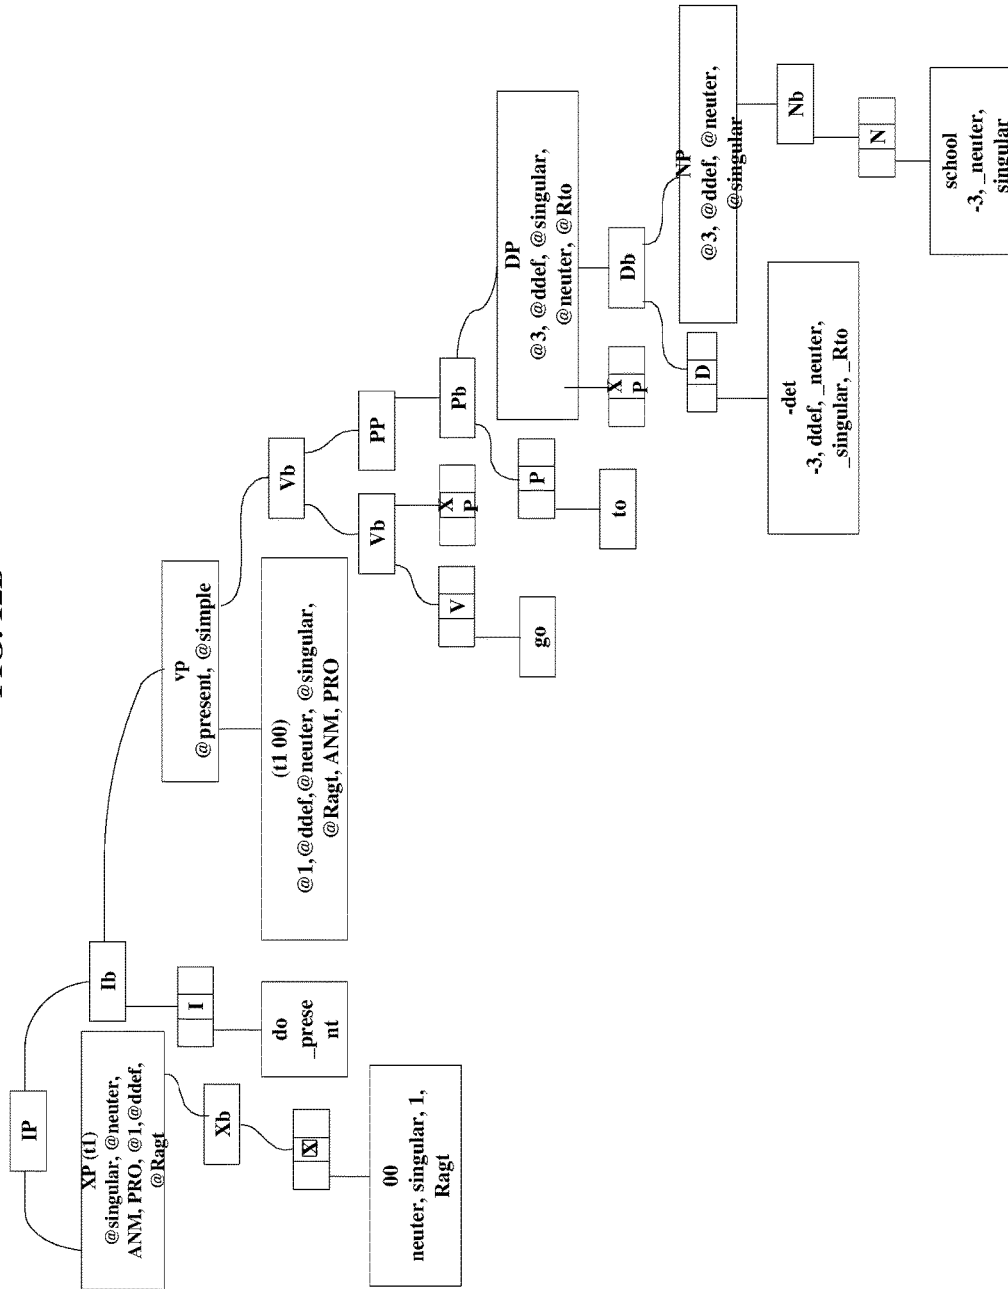 IP
XP (t1)
@singular, @neuter,
ANM, PRO, @1,@ddef,
@Ragt
Ib
Xb
I
vp
@present, @simple
X
do
_prese
nt
(t1 00)
@1,@ddef,@neuter, @singular,
@Ragt, ANM, PRO
Vb
00
neuter, singular, 1,
Ragt
Vb
PP
V
X
P
Pb
go
P
DP
@3, @ddef, @singular,
@neuter, @Rto
to
X
P
Db
D
NP
@3, @ddef, @neuter,
@singular
-det
-3, ddef, _neuter,
_singular, _Rto
Nb
N
school
-3, _neuter,
singular